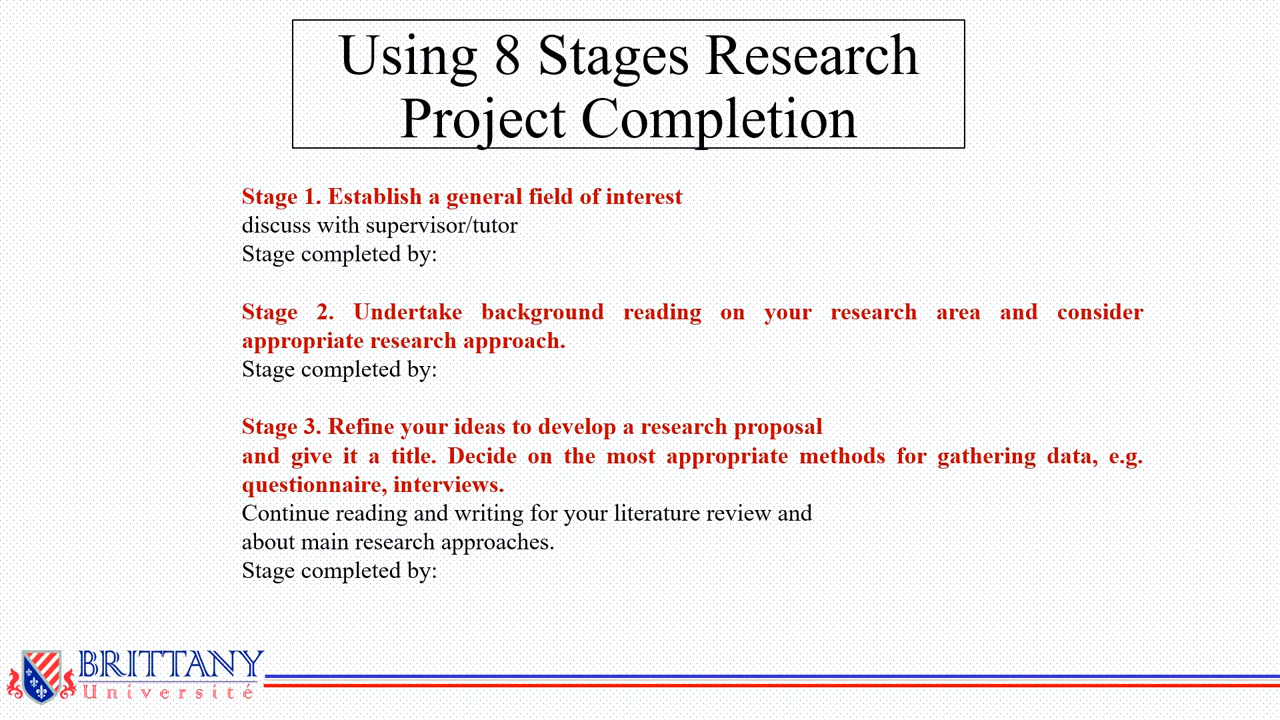 Using 8 Stages Research
Project Completion
Stage 1. Establish a general field of interest
discuss with supervisor/tutor
Stage completed by:
Stage 2. Undertake background reading on your research area and consider
appropriate research approach.
Stage completed by:
Stage 3. Refine your ideas to develop a research proposal
and give it a title. Decide on the most appropriate methods for gathering data, e.g.
questionnaire, interviews.
Continue reading and writing for your literature review and
about main research approaches.
Stage completed by:
BRITTANY
Université